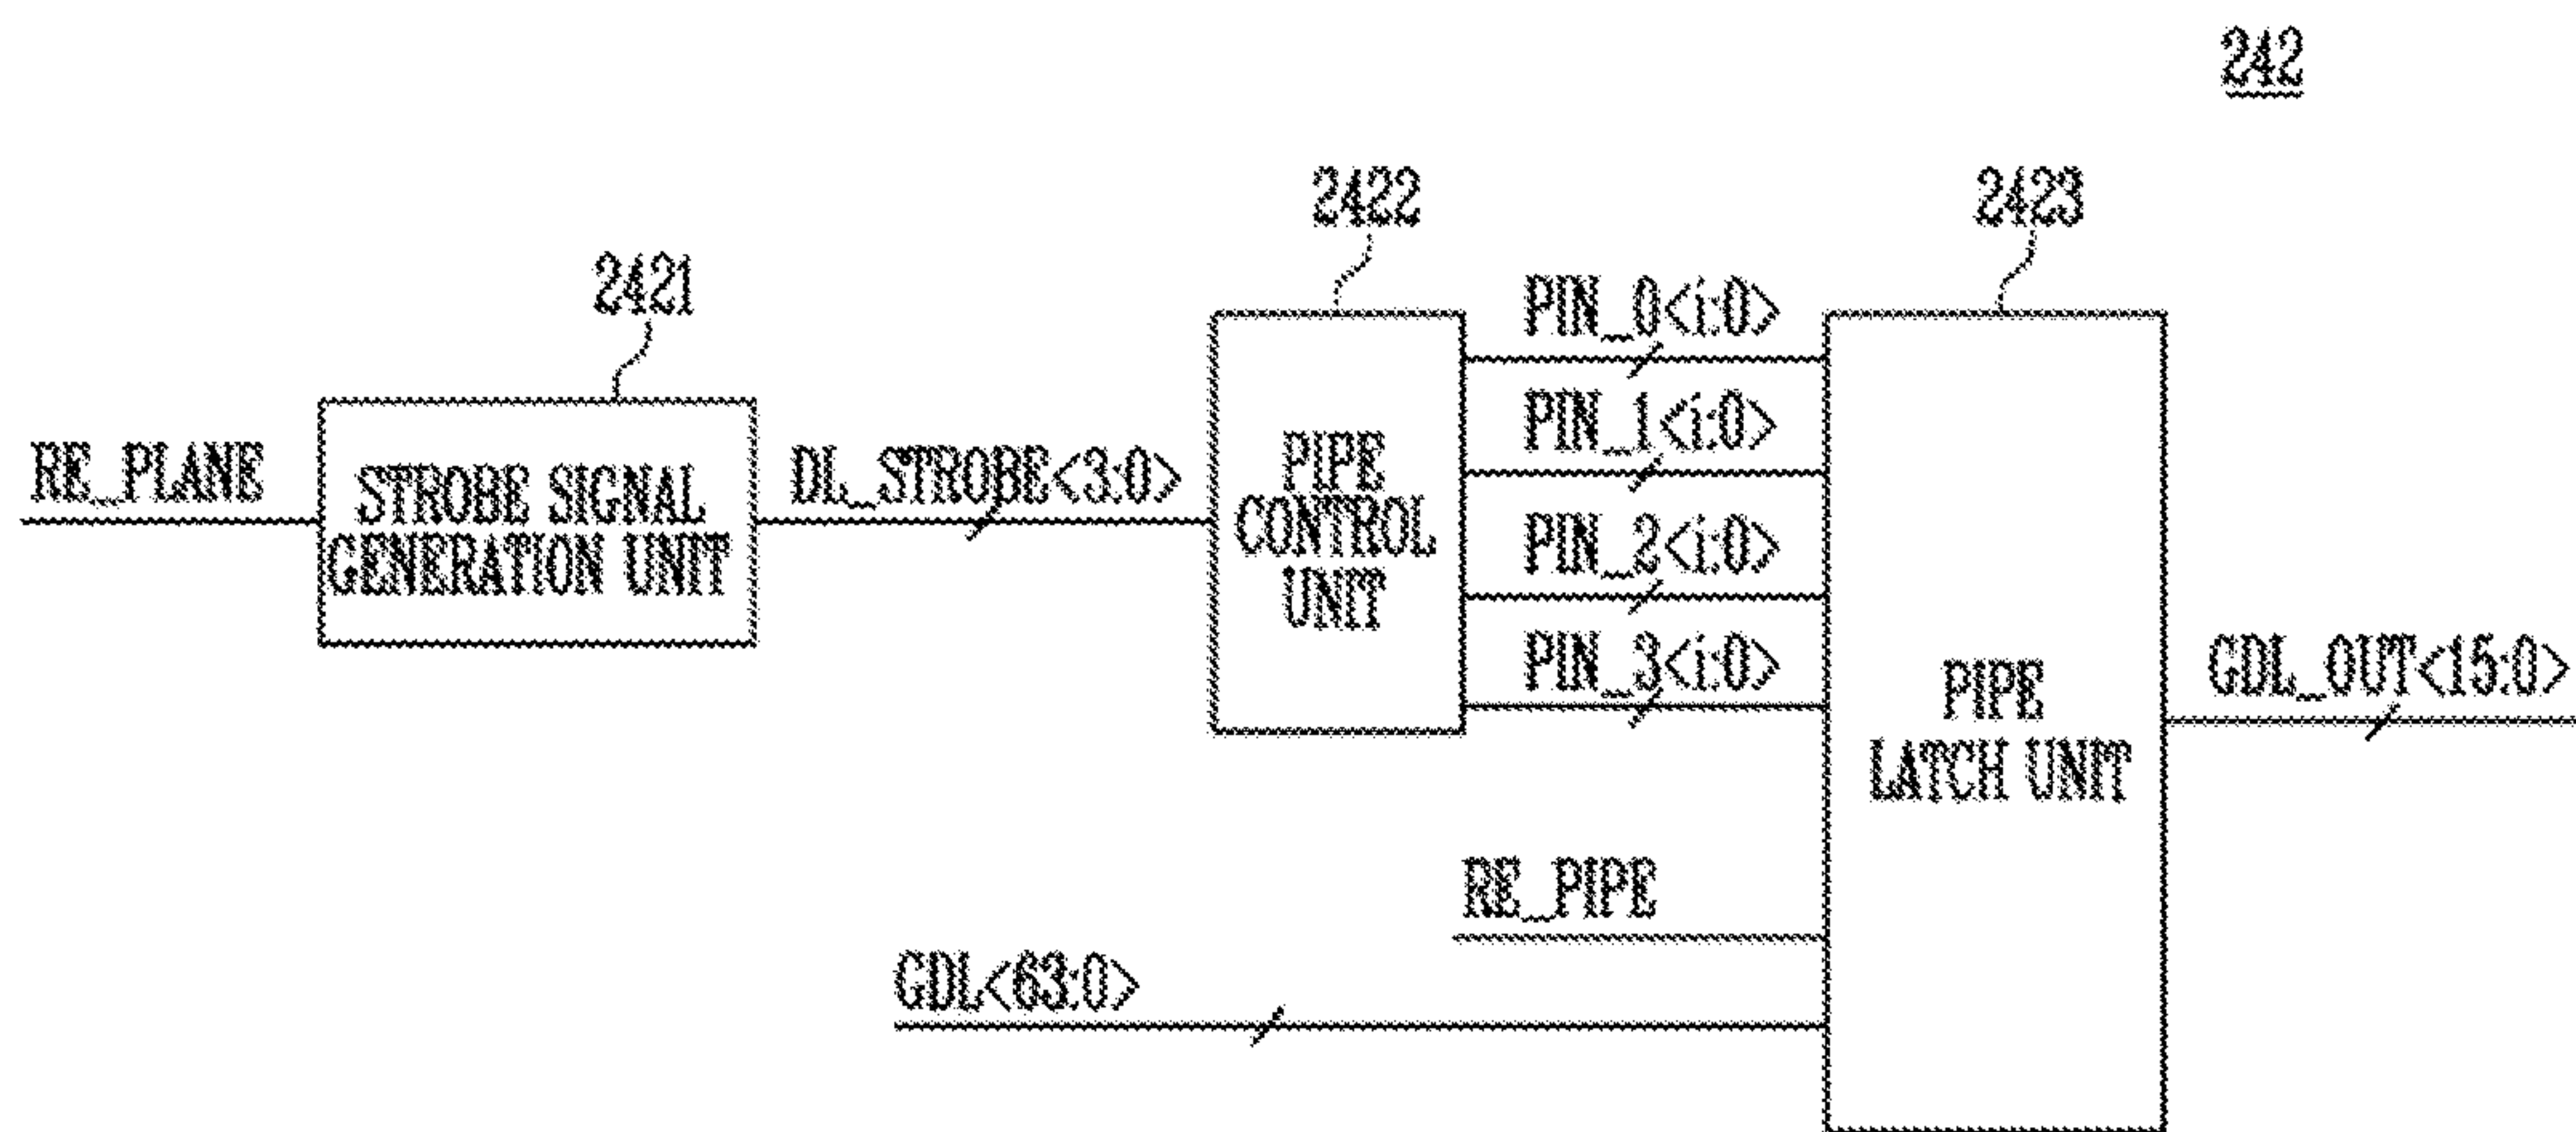 242
2421
2422
2423
RE_PLANE
STROBE SIGNAL
GENERATION UNIT
DL_STROBE<3:0>
PIPE
CONTROL
UNIT
PIN_0<i:0>
PIN_1<i:0>
PIN_2<i:0>
PIN_3<i:0>
RE_PIPE
GDL<63:0>
PIPE
LATCH UNIT
GDL_OUT<15:0>